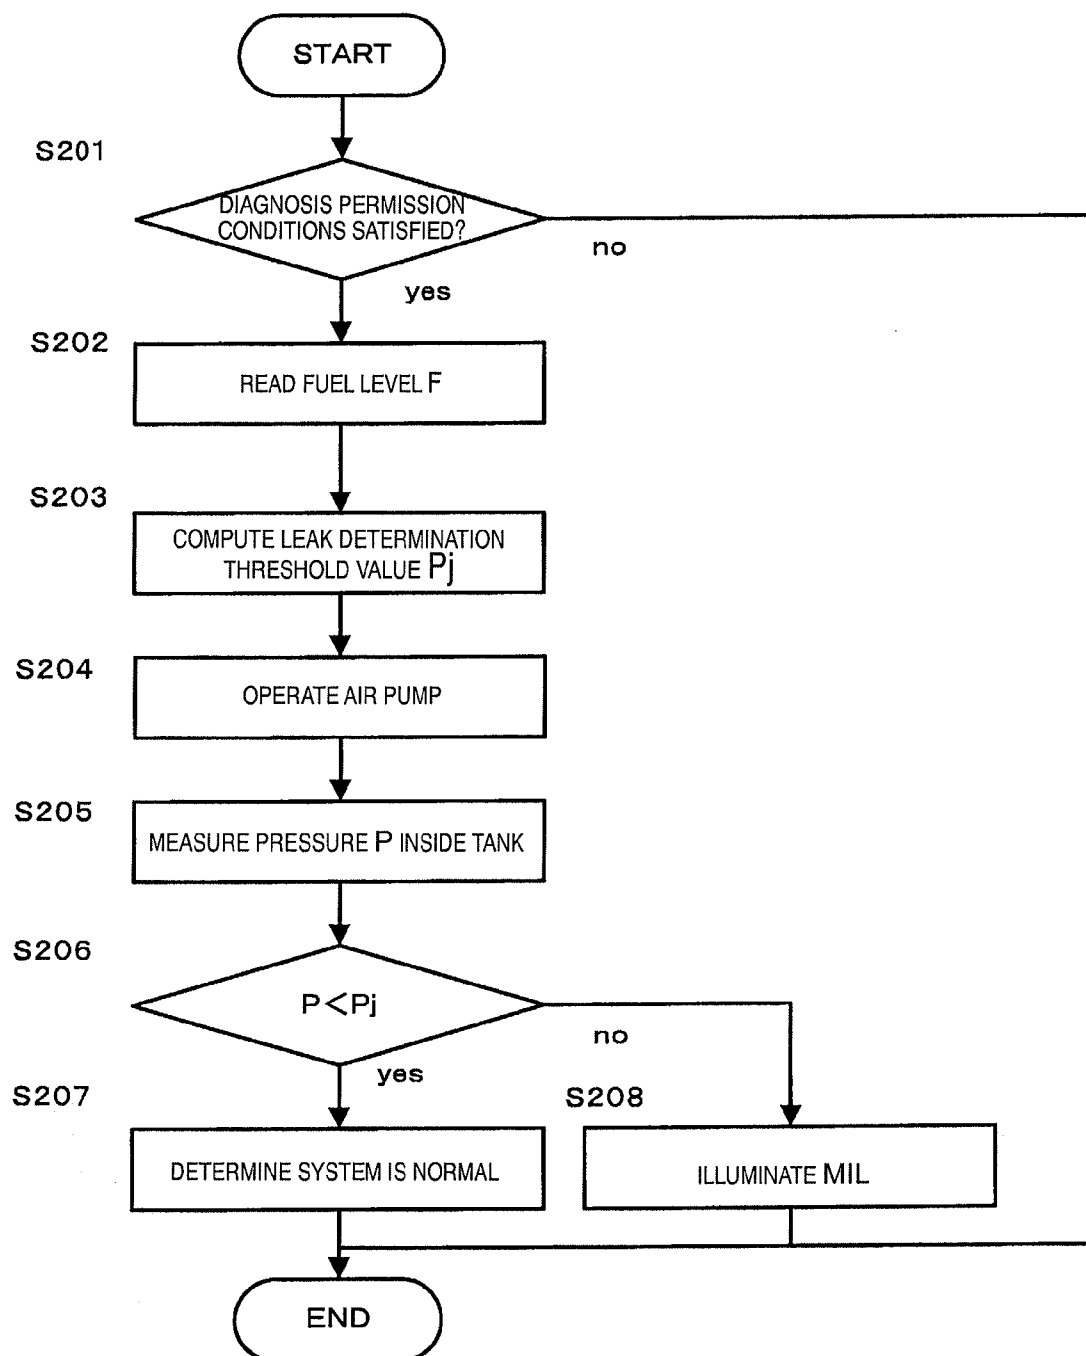 START
S201
DIAGNOSIS PERMISSION
CONDITIONS SATISFIED?
no
yes
S202
READ FUEL LEVEL F
S203
COMPUTE LEAK DETERMINATION
THRESHOLD VALUE Pj
S204
OPERATE AIR PUMP
S205
MEASURE PRESSURE P INSIDE TANK
S206
P<Pj
no
yes
S207
DETERMINE SYSTEM IS NORMAL
S208
ILLUMINATE MIL
END